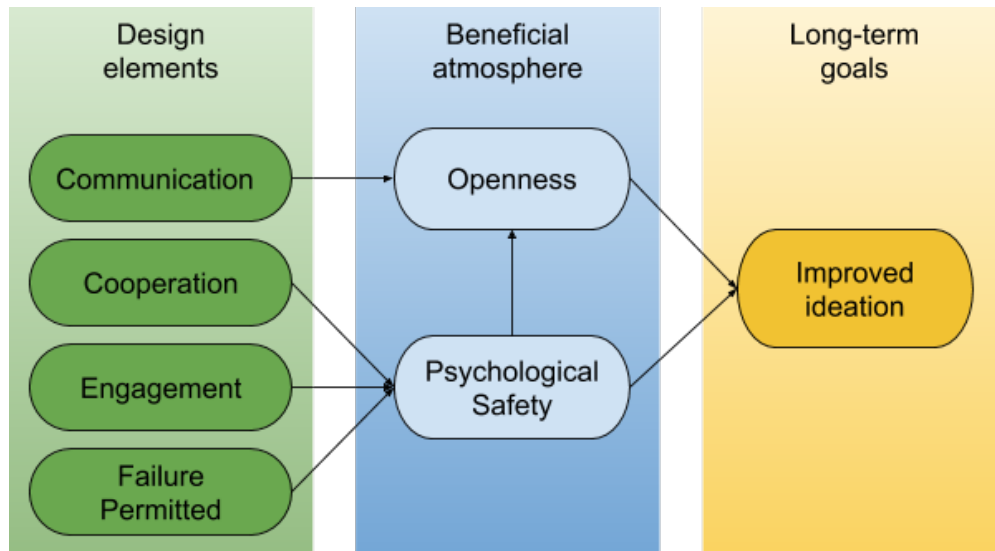 Design
elements
Beneficial
atmosphere
Long-term
goals
Communication
Openness
Cooperation
Improved
ideation
Engagement
Psychological
Safety
Failure
Permitted